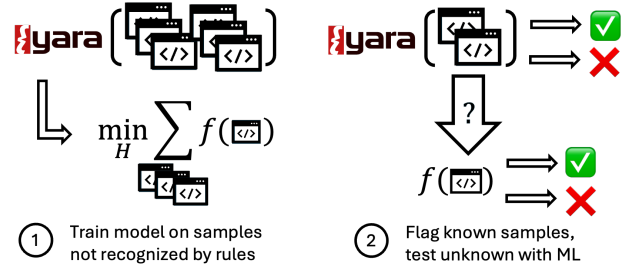 yara ( </> </> </> </> </> </> )
min H ∑ f( </> )
</> </> </>
1 Train model on samples
not recognized by rules
yara ( </> </> )
?
f( </> )
2 Flag known samples,
test unknown with ML